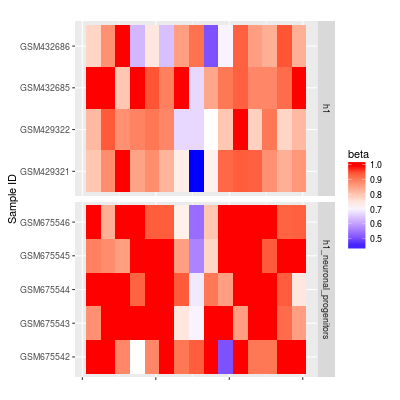 GSM432686
GSM432685
GSM429322
GSM429321
h1
GSM675546
GSM675545
GSM675544
GSM675543
GSM675542
h1_neuronal_progenitors
Sample ID
beta
1.0
0.9
0.8
0.7
0.6
0.5